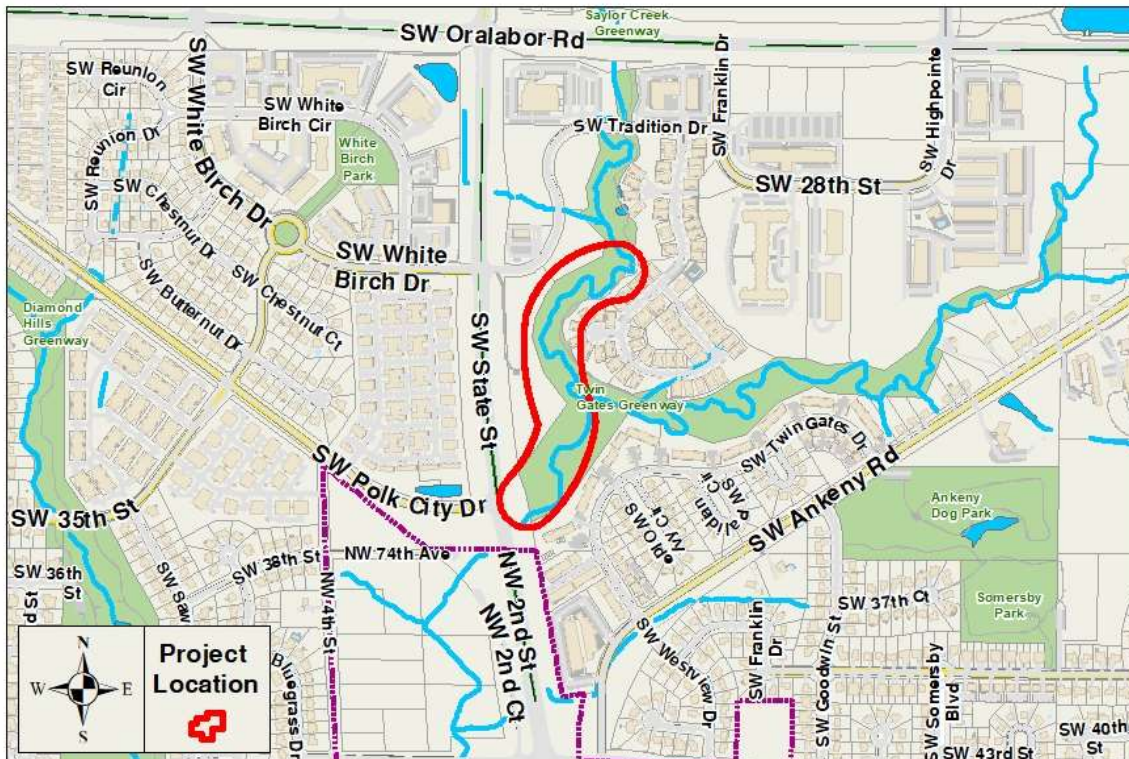 Saylor Creek
Greenway
SW Oralabor Rd
SW Reunion
Cir
SW White Birch Dr
SW White
Birch Cir
SW Tradition Dr
SW Franklin Dr
SW Highpointe
Dr
SW Reunion Dr
White
Birch
Park
SW Chestnut Dr
SW 28th St
SW White
Birch Dr
SW Chestnut Ct
SW Butternut Dr
Diamond
Hills
Greenway
SW State St
Twin
Gates Greenway
SW Twin Gates Dr
SW Polk City Dr
SW Ankeny Rd
Ankeny
Dog Park
SW 35th St
SW 38th St
NW 74th Ave
SW 36th
St
NW 4th St
NW 2nd St
NW 2nd Ct
SW 37th Ct
Somersby
Park
SW Westview Dr
SW Franklin
Dr
SW Goodwin St
SW Somersby
Blvd
SW 40th
St
SW 43rd St
Bluegrass Dr
N
W
E
S
Project
Location